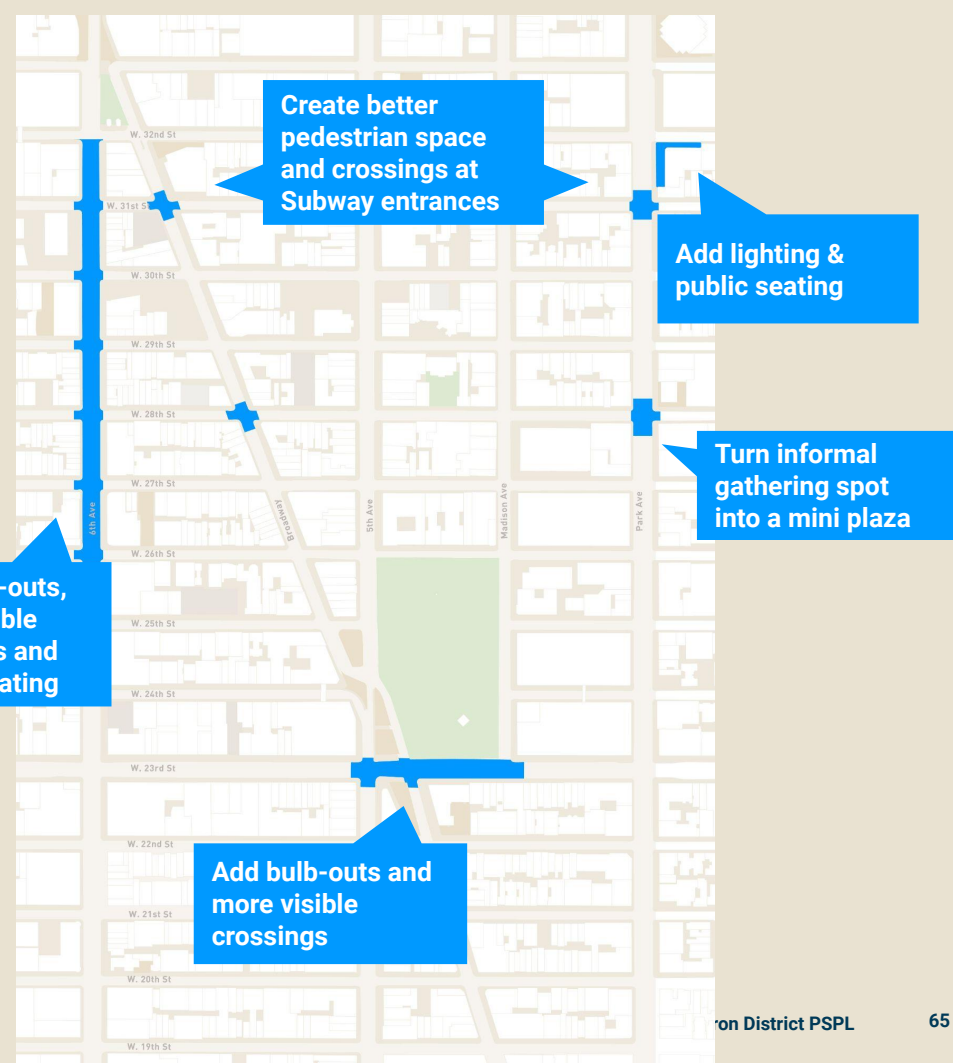 W. 32nd St
Create better
pedestrian space
and crossings at
Subway entrances
W. 31st S
Add lighting &
public seating
W. 30th St
W. 29th St
W. 28th St
Turn informal
gathering spot
into a mini plaza
W. 27th St
6th Ave
Broadway
5th Ave
Madison Ave
Park Ave
W. 26th St
-outs,
ble
s and
ating
W. 25th St
W. 24th St
W. 23rd St
W. 22nd St
Add bulb-outs and
more visible
crossings
W. 21st St
W. 20th St
ron District PSPL 65
W. 19th St